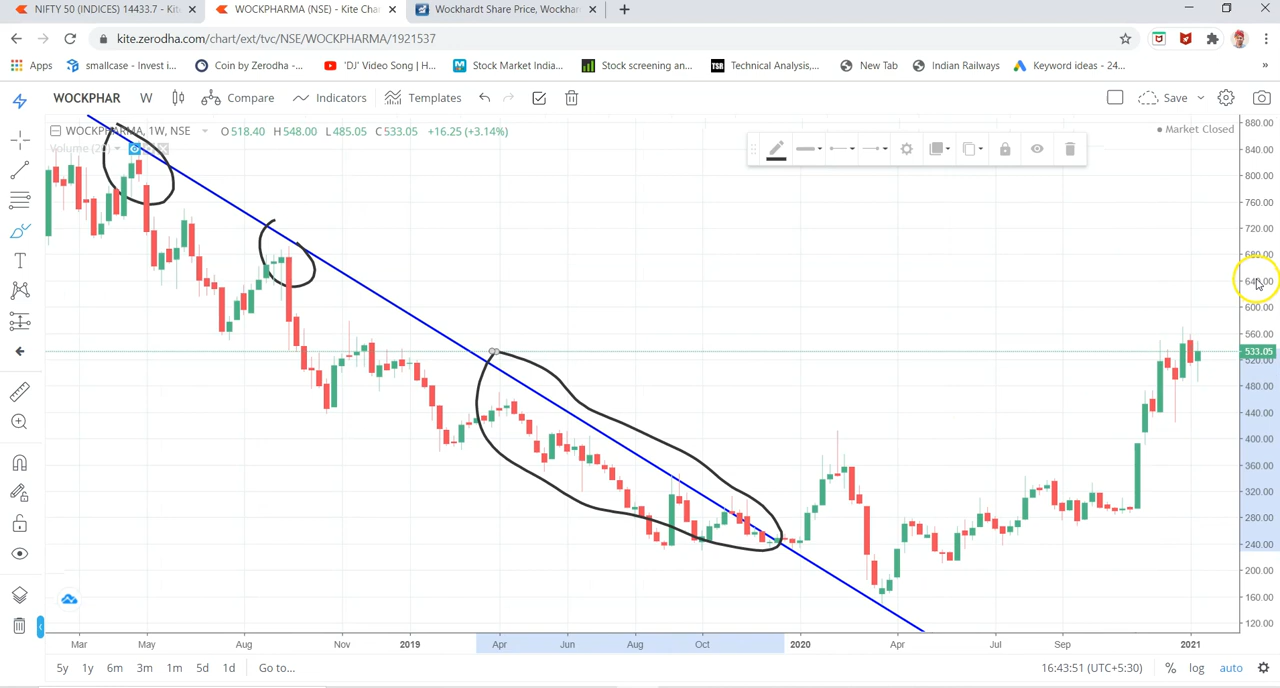 NIFTY 50 (INDICES) 14433.7 - Kit
WOCKPHARMA (NSE) - Kite Cha
Wockhardt Share Price, Wockhar
kite.zerodha.com/chart/ext/tvc/NSE/WOCKPHARMA/1921537
Apps
smallcase - Invest i...
Coin by Zerodha -...
'DJ' Video Song | H...
Stock Market India...
Stock screening an...
TSR
Technical Analysis,...
New Tab
Indian Railways
Keyword ideas - 24...
»
WOCKPHAR
W
Compare
Indicators
Templates
Save
WOCKPHARMA, 1W, NSE
O 518.40 H 548.00 L 485.05 C 533.05 +16.25 (+3.14%)
Volume (20)
Market Closed
880.00
840.00
800.00
760.00
720.00
680.00
640.00
600.00
560.00
533.05
520.00
480.00
440.00
400.00
360.00
320.00
280.00
240.00
200.00
160.00
120.00
Mar May Aug Nov 2019 Apr Jun Aug Oct 2020 Apr Jul Sep 2021
5y 1y 6m 3m 1m 5d 1d Go to...
16:43:51 (UTC+5:30) % log auto